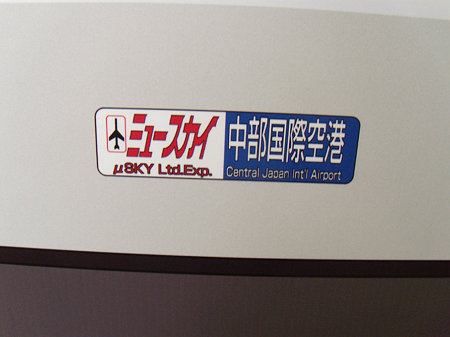 ミュースカイ
μSKY Ltd.Exp.
中部国際空港
Central Japan Int'l Airport